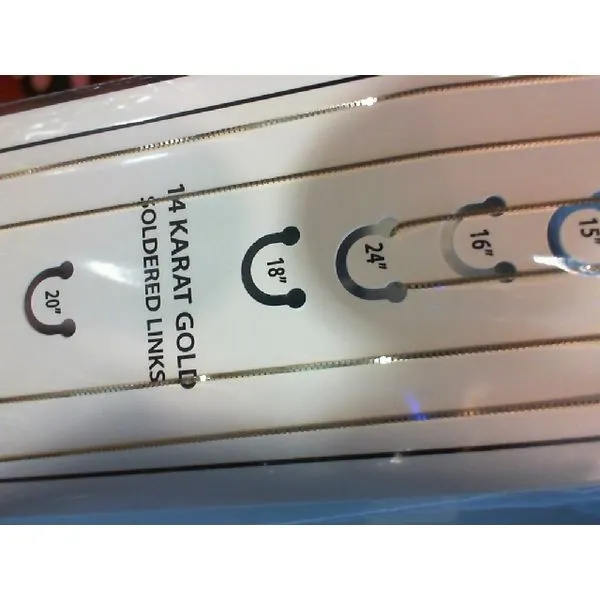 14 KARAT GOLD
SOLDERED LINKS
15"
16"
24"
18"
20"